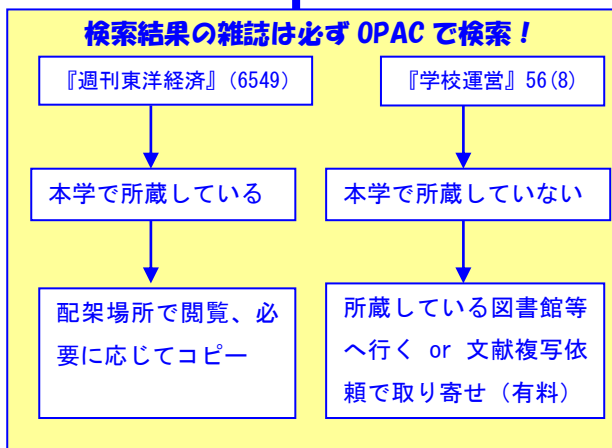 検索結果の雑誌は必ず OPAC で検索！
『週刊東洋経済』(6549)
『学校運営』56(8)
本学で所蔵している
本学で所蔵していない
配架場所で閲覧、必
要に応じてコピー
所蔵している図書館等
へ行く or 文献複写依
頼で取り寄せ（有料）